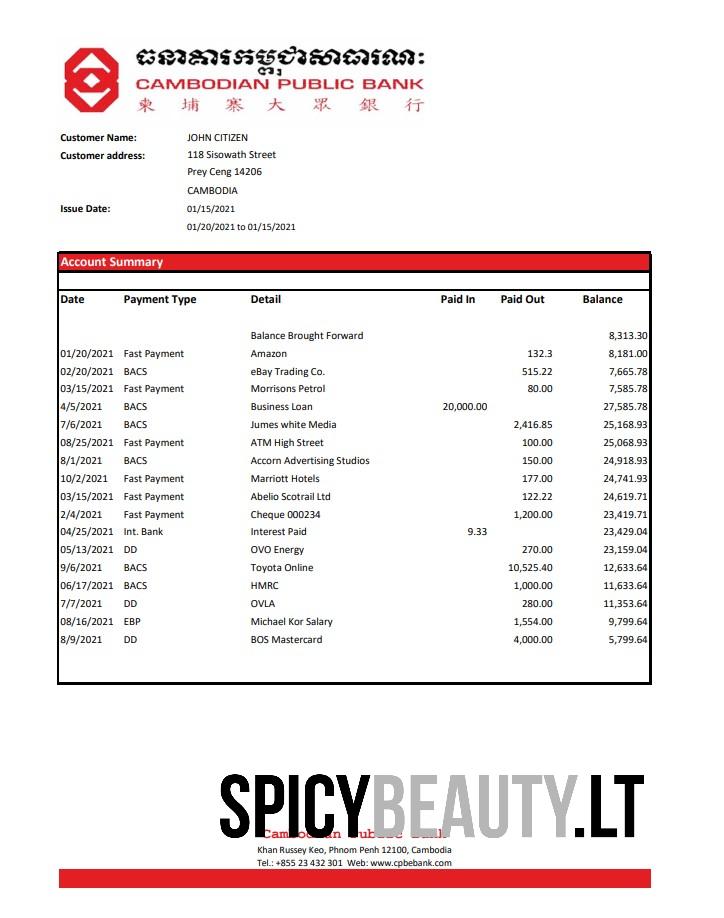 ធនាគារកម្ពុជាសាធារណៈ
CAMBODIAN PUBLIC BANK
柬 埔 寨 大 眾 銀 行
Customer Name: JOHN CITIZEN
Customer address: 118 Sisowath Street
Prey Ceng 14206
CAMBODIA
Issue Date: 01/15/2021
01/20/2021 to 01/15/2021
Account Summary
Date Payment Type Detail Paid In Paid Out Balance
Balance Brought Forward 8,313.30
01/20/2021 Fast Payment Amazon 132.3 8,181.00
02/20/2021 BACS eBay Trading Co. 515.22 7,665.78
03/15/2021 Fast Payment Morrisons Petrol 80.00 7,585.78
4/5/2021 BACS Business Loan 20,000.00 27,585.78
7/6/2021 BACS Jumes white Media 2,416.85 25,168.93
08/25/2021 Fast Payment ATM High Street 100.00 25,068.93
8/1/2021 BACS Accorn Advertising Studios 150.00 24,918.93
10/2/2021 Fast Payment Marriott Hotels 177.00 24,741.93
03/15/2021 Fast Payment Abelio Scotrail Ltd 122.22 24,619.71
2/4/2021 Fast Payment Cheque 000234 1,200.00 23,419.71
04/25/2021 Int. Bank Interest Paid 9.33 23,429.04
05/13/2021 DD OVO Energy 270.00 23,159.04
9/6/2021 BACS Toyota Online 10,525.40 12,633.64
06/17/2021 BACS HMRC 1,000.00 11,633.64
7/7/2021 DD OVLA 280.00 11,353.64
08/16/2021 EBP Michael Kor Salary 1,554.00 9,799.64
8/9/2021 DD BOS Mastercard 4,000.00 5,799.64
SPICYBEAUTY.LT
Cambodian Public Bank
Khan Russey Keo, Phnom Penh 12100, Cambodia
Tel.: +855 23 432 301 Web: www.cpbebank.com